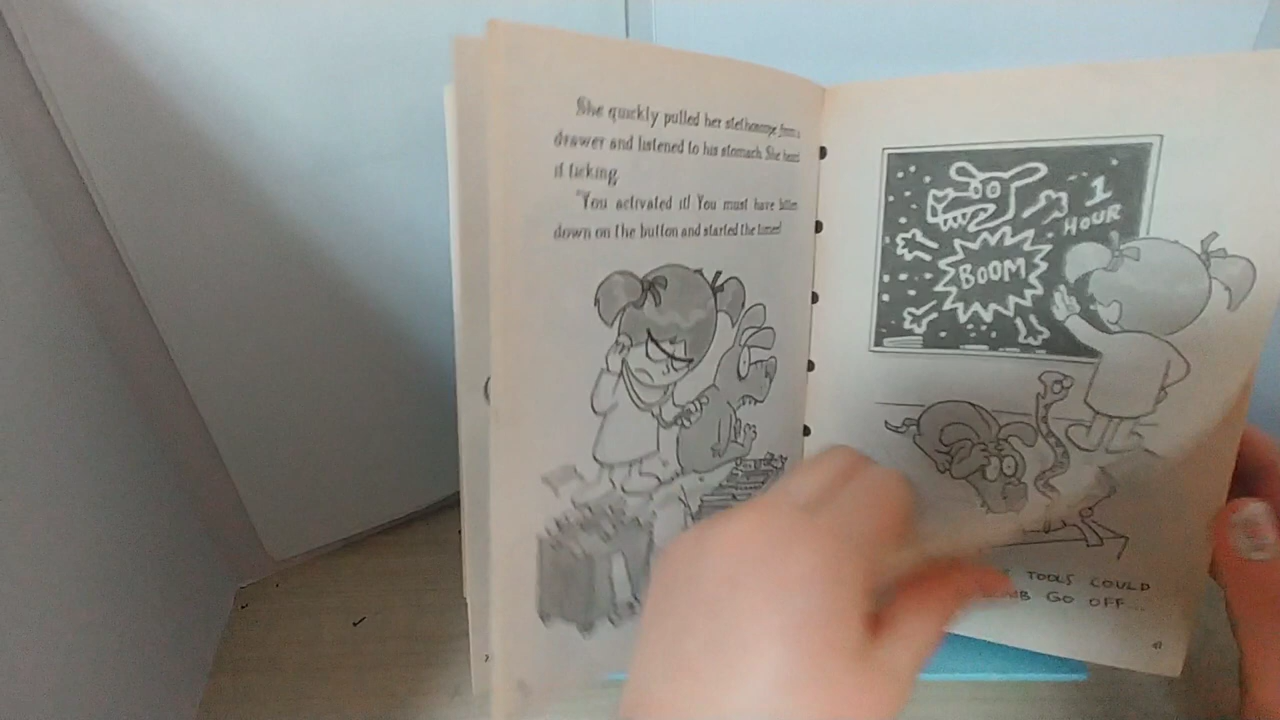 She quickly pulled her stethoscope from a
drawer and listened to his stomach. She heard
it ticking.
"You activated it! You must have bitten
down on the button and started the timer!
1
HOUR
BOOM
TOOLS COULD
GO OFF...